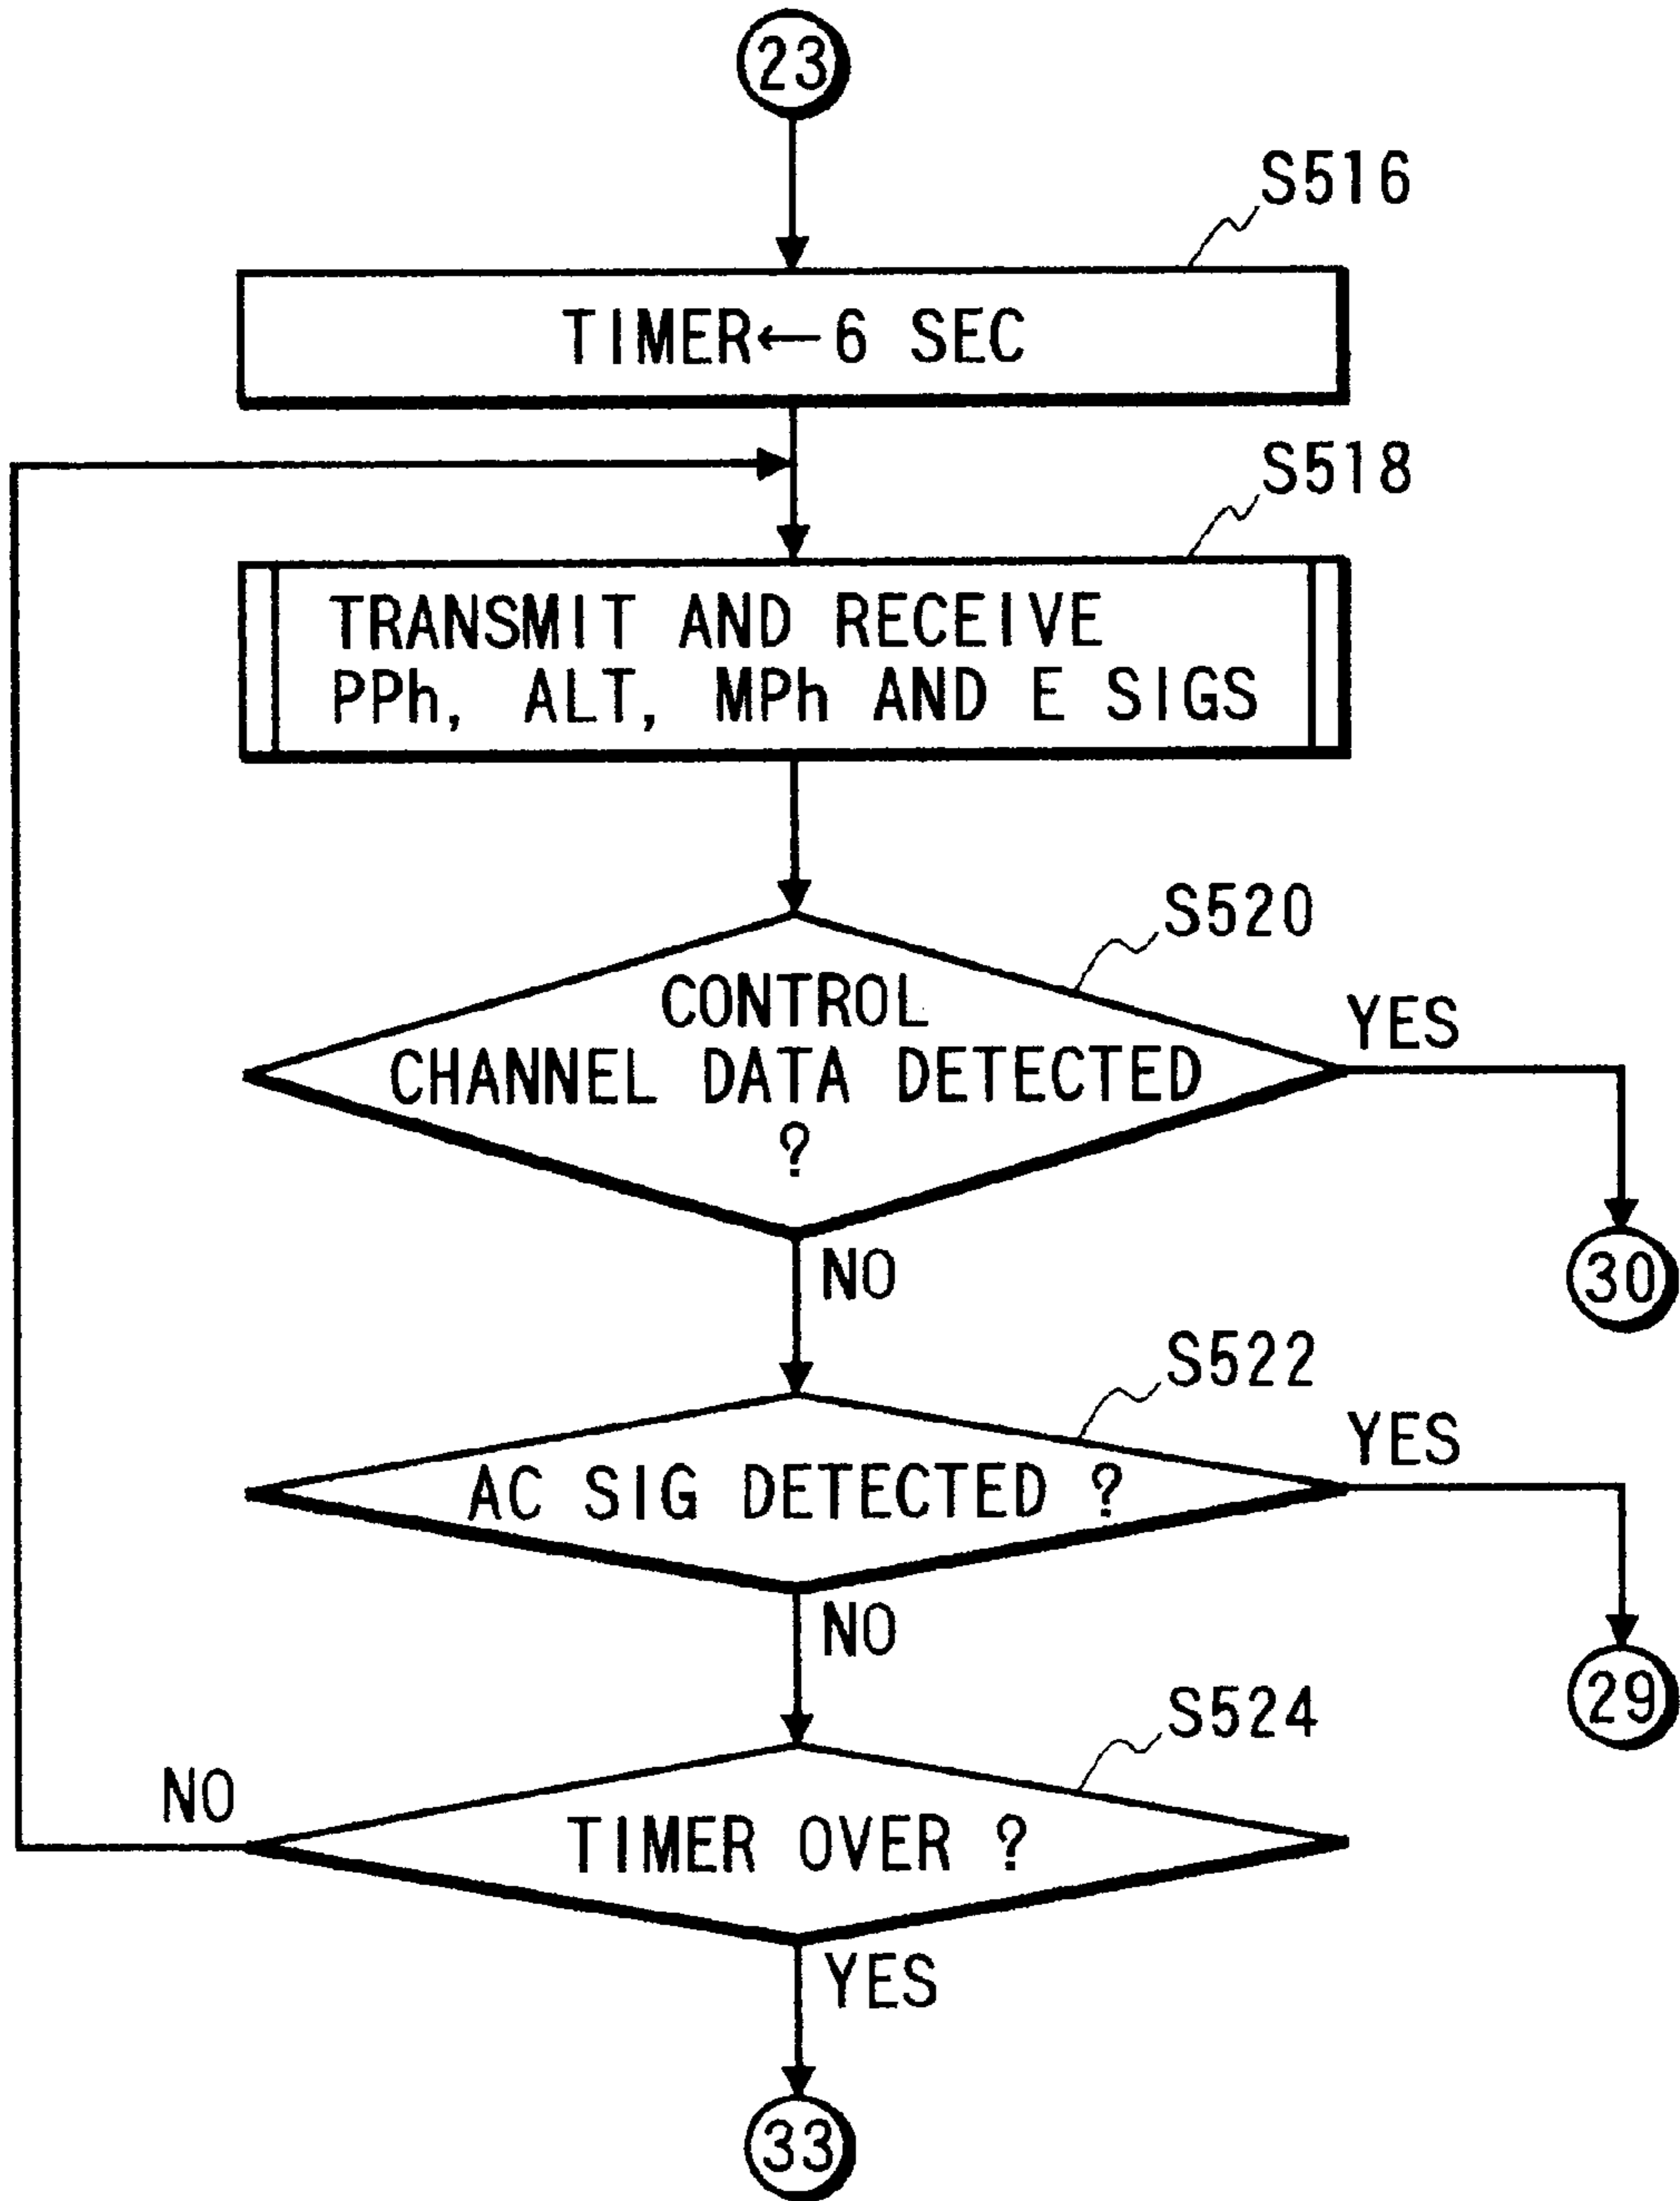 23
S516
TIMER←6 SEC
S518
TRANSMIT AND RECEIVE
PPh, ALT, MPh AND E SIGS
S520
CONTROL
CHANNEL DATA DETECTED
?
YES
NO
30
S522
AC SIG DETECTED ?
YES
NO
29
S524
TIMER OVER ?
NO
YES
33